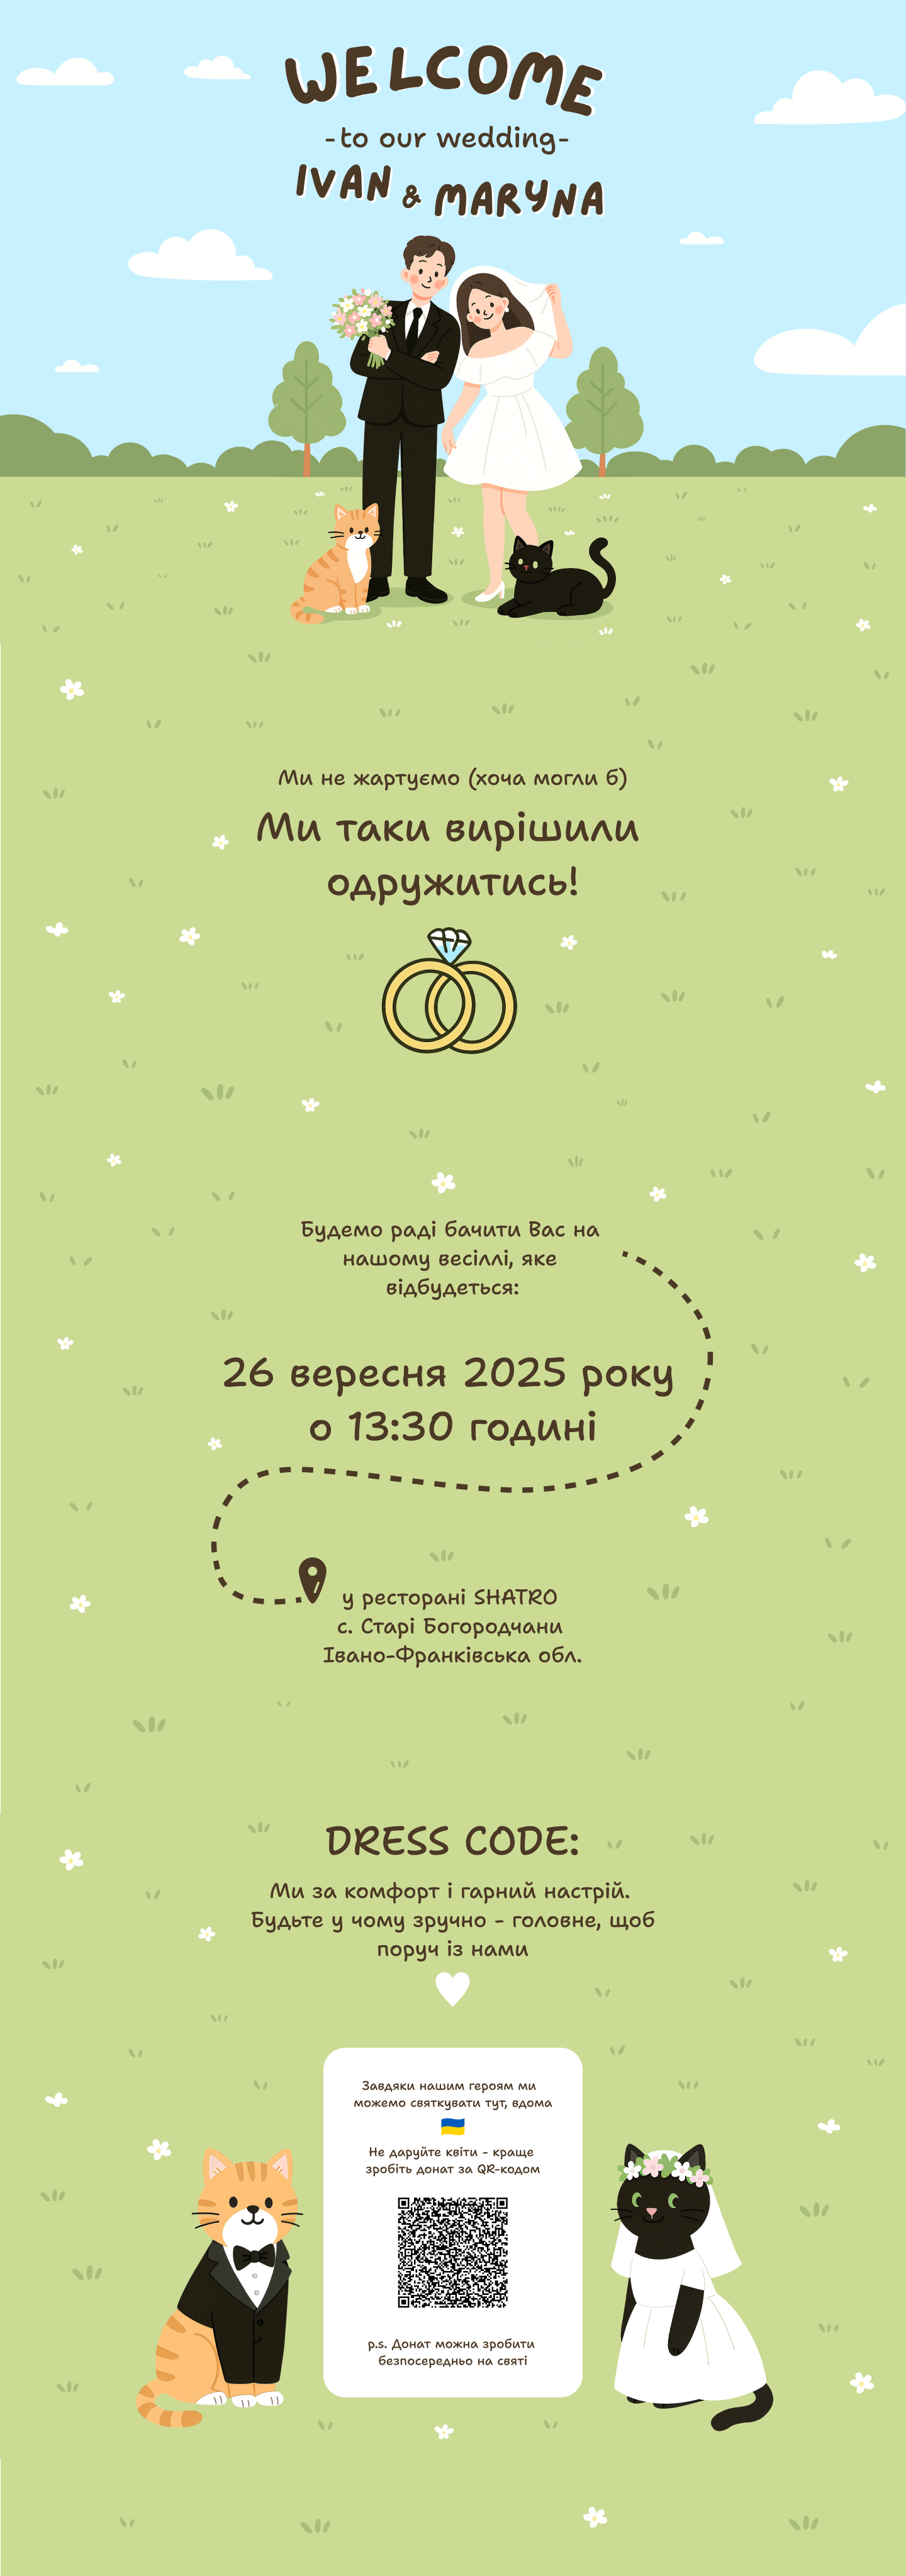 WELCOME
-to our wedding-
IVAN & MARYNA
Ми не жартуємо (хоча могли б)
Ми таки вирішили
одружитись!
Будемо раді бачити Вас на
нашому весіллі, яке
відбудеться:
26 вересня 2025 року
о 13:30 годині
у ресторані SHATRO
с. Старі Богородчани
Івано-Франківська обл.
DRESS CODE:
Ми за комфорт і гарний настрій.
Будьте у чому зручно - головне, щоб
поруч із нами
Завдяки нашим героям ми
можемо святкувати тут, вдома
Не даруйте квіти - краще
зробіть донат за QR-кодом
p.s. Донат можна зробити
безпосередньо на святі